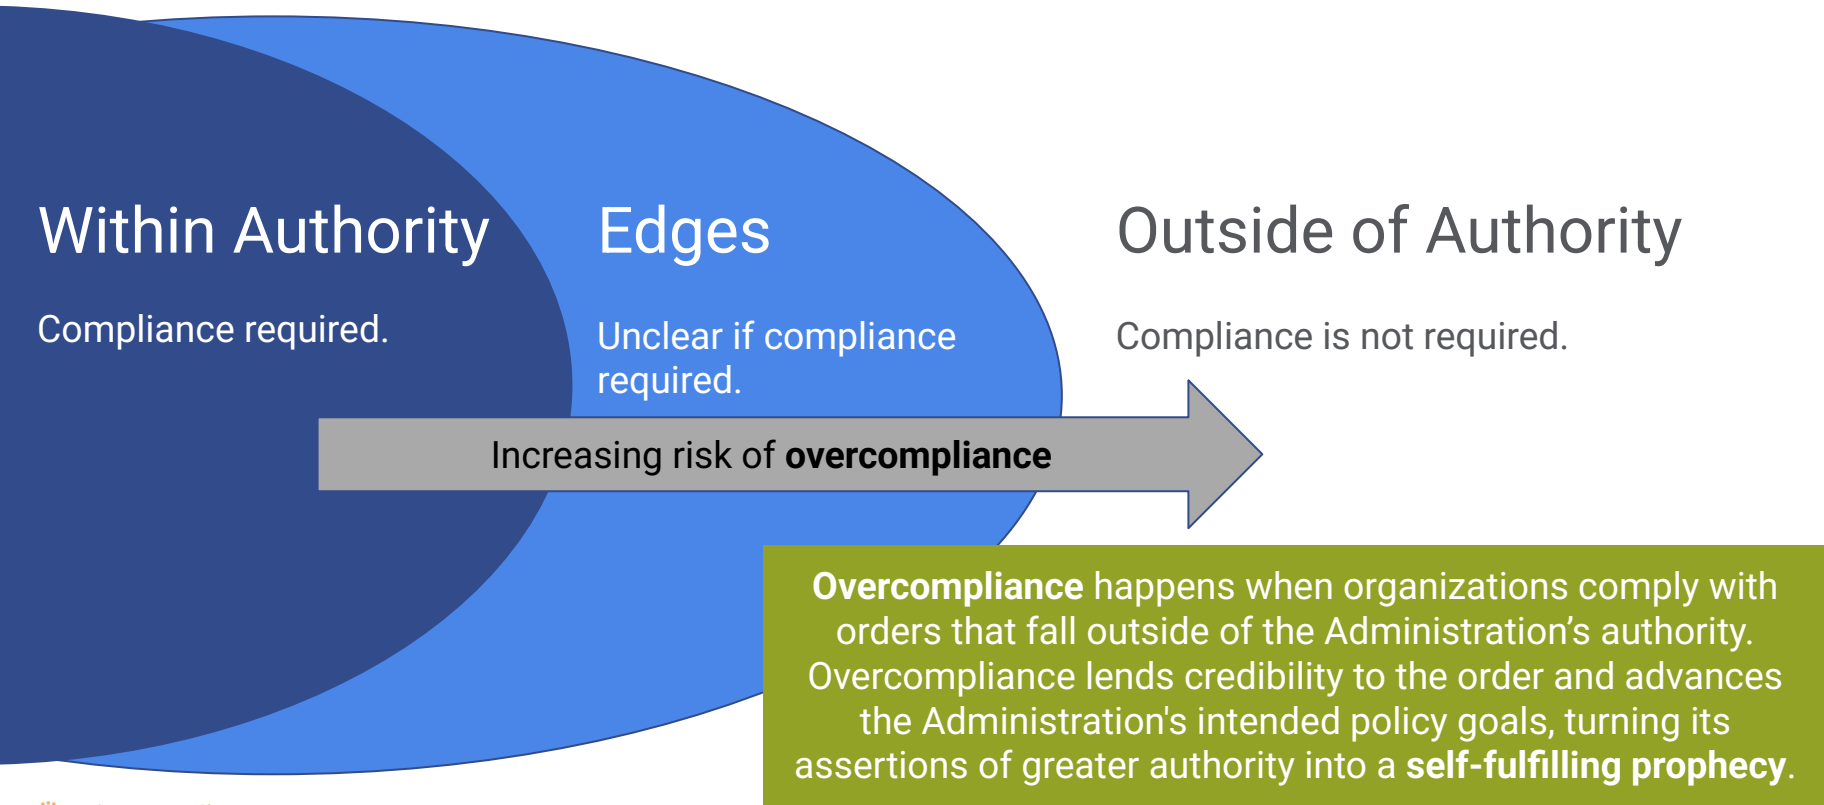 Within Authority
Compliance required.
Edges
Unclear if compliance
required.
Outside of Authority
Compliance is not required.
Increasing risk of overcompliance
Overcompliance happens when organizations comply with
orders that fall outside of the Administration’s authority.
Overcompliance lends credibility to the order and advances
the Administration's intended policy goals, turning its
assertions of greater authority into a self-fulfilling prophecy.